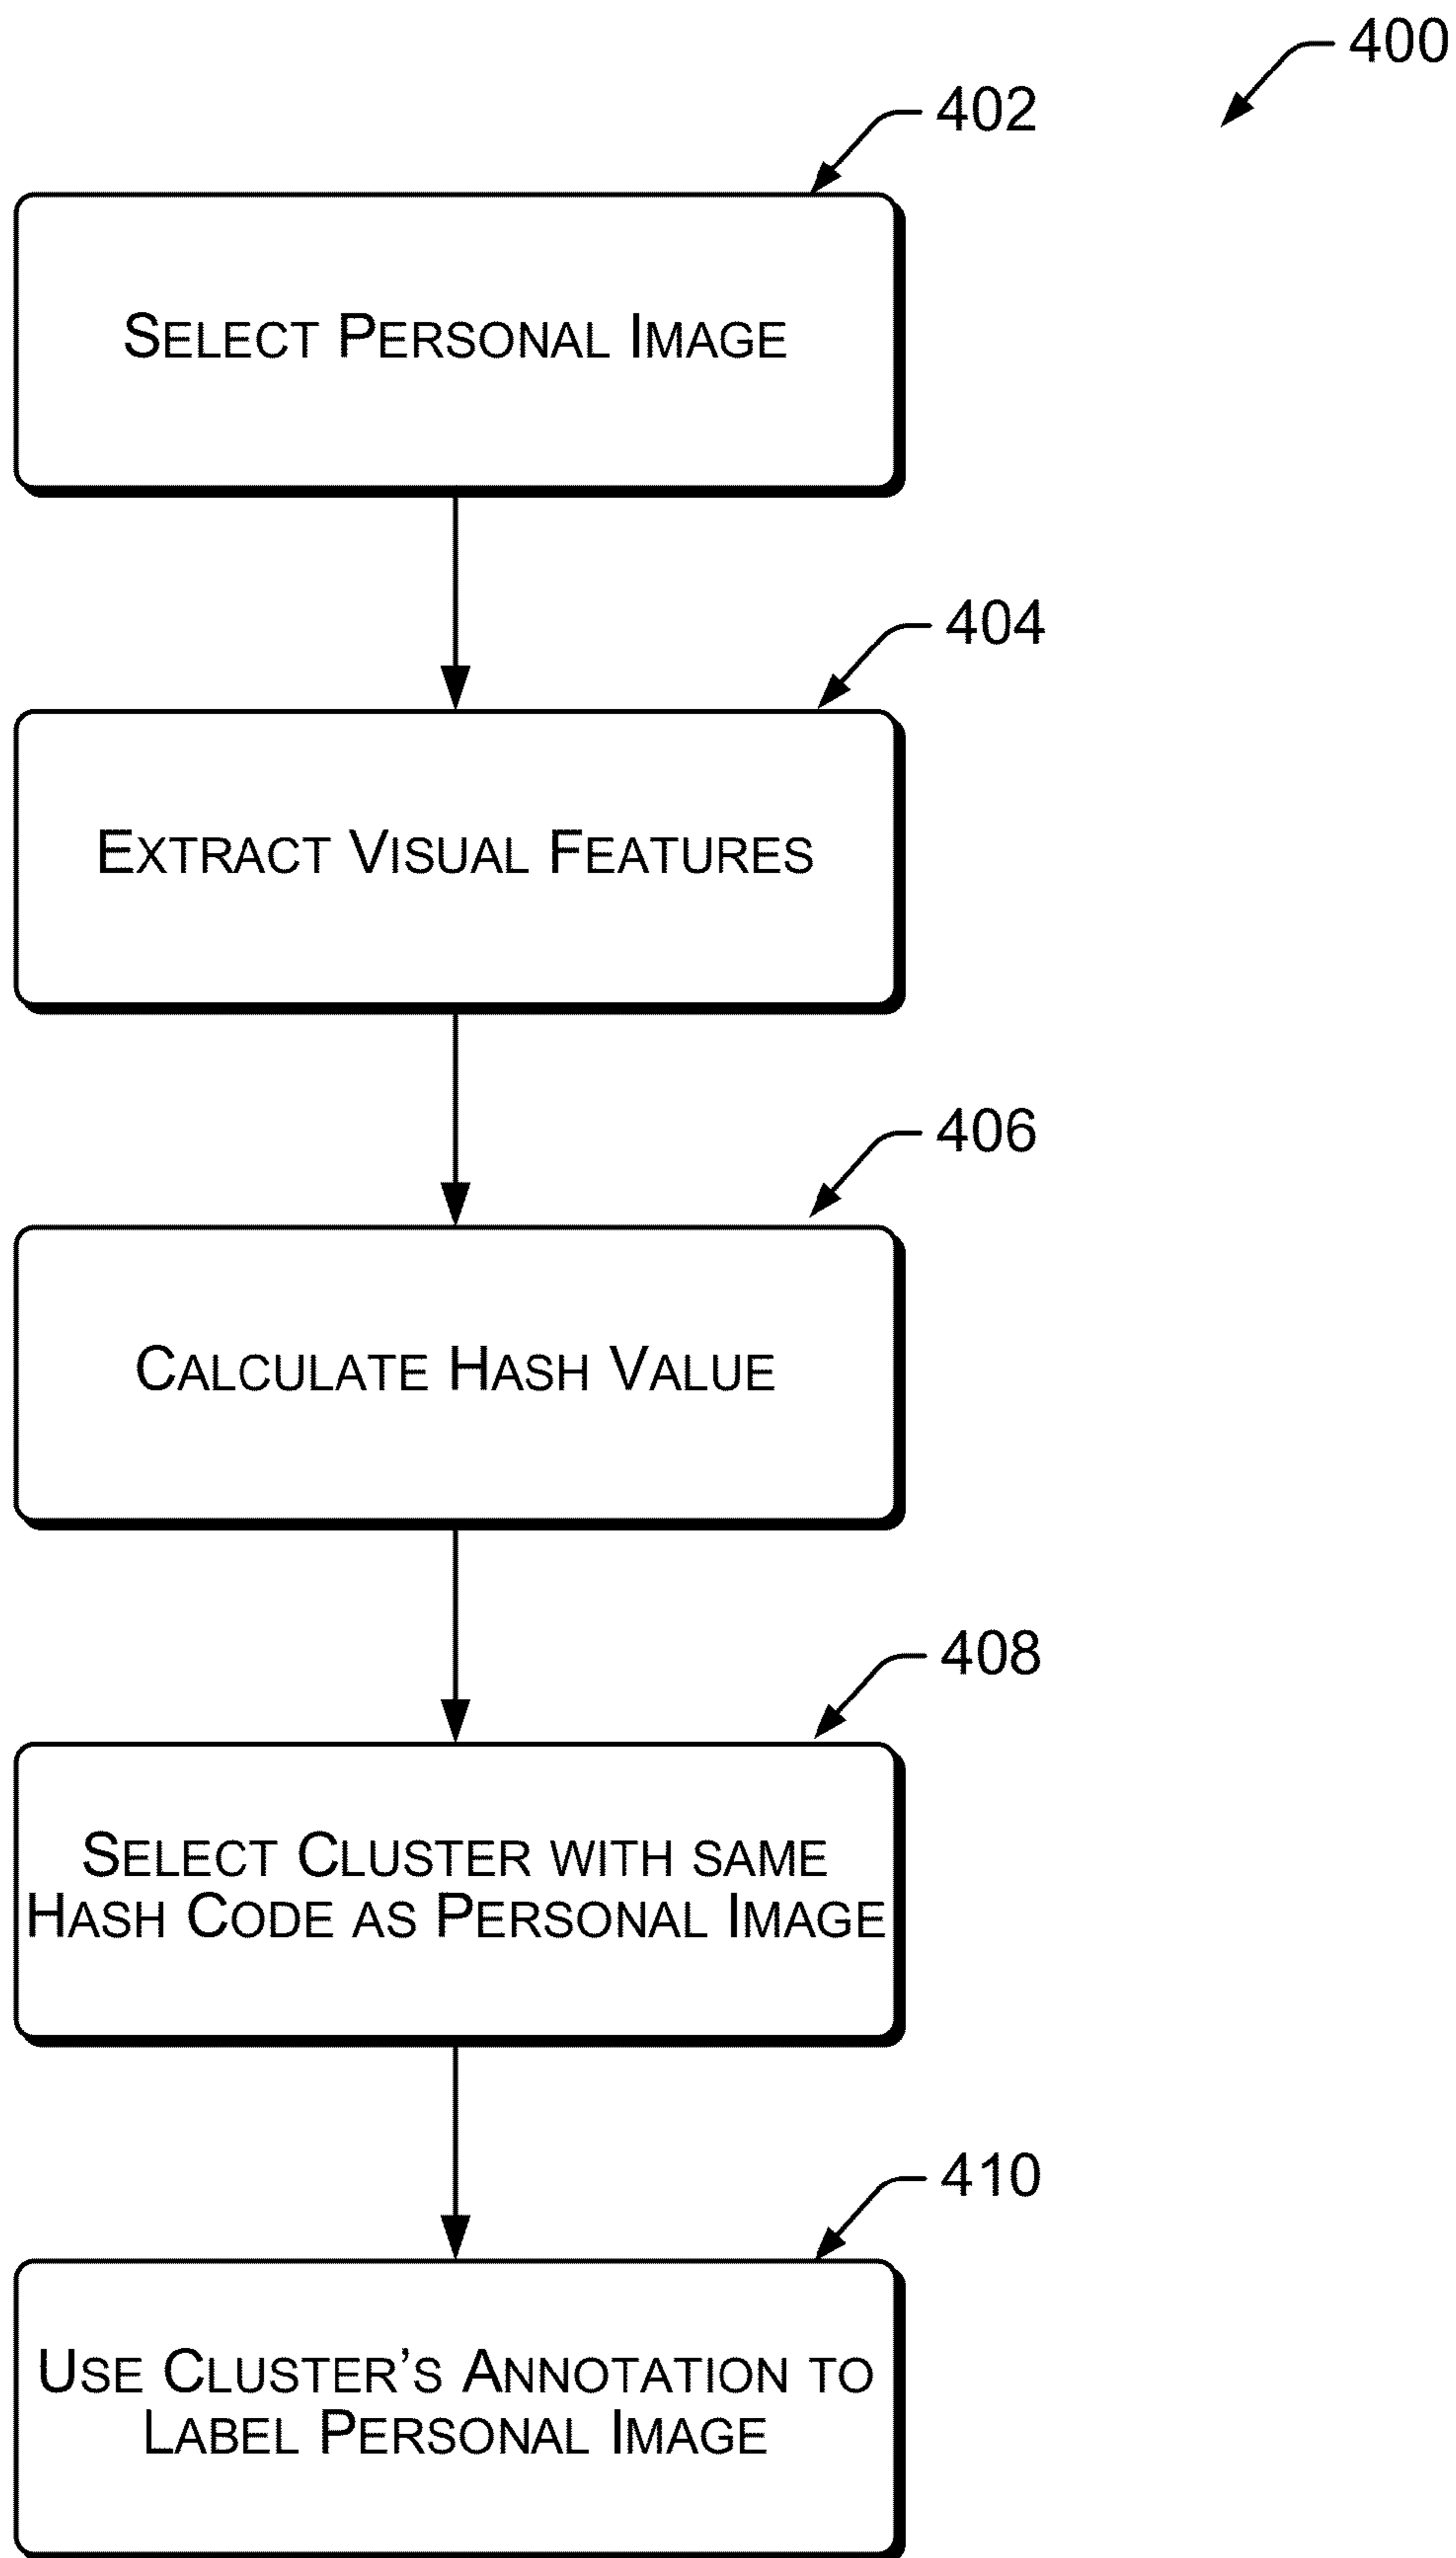 400
402
SELECT PERSONAL IMAGE
404
EXTRACT VISUAL FEATURES
406
CALCULATE HASH VALUE
408
SELECT CLUSTER WITH SAME
HASH CODE AS PERSONAL IMAGE
410
USE CLUSTER’S ANNOTATION TO
LABEL PERSONAL IMAGE